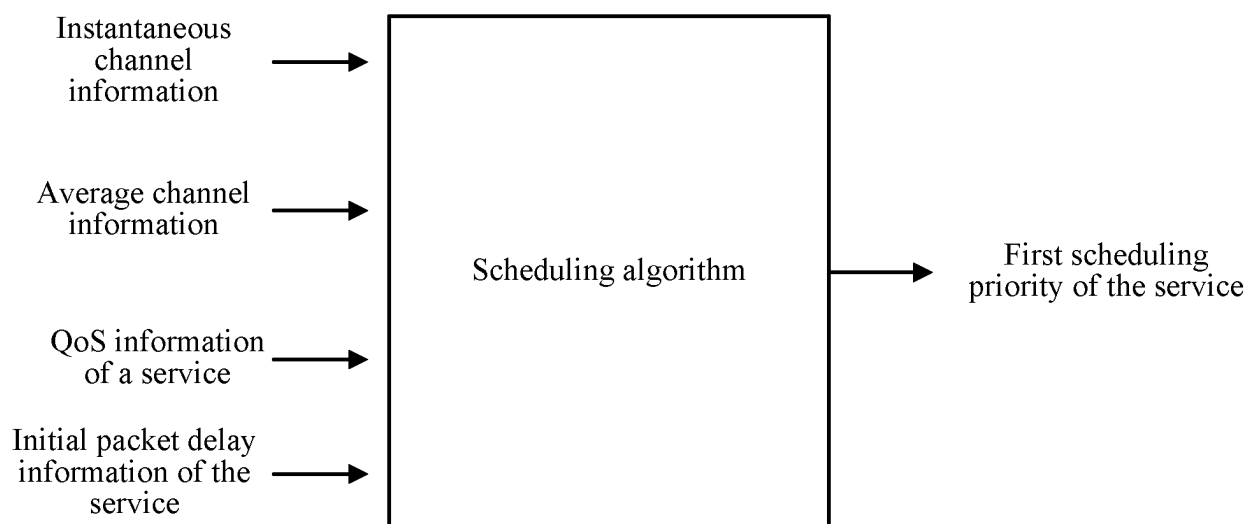 Instantaneous
channel
information
Average channel
information
QoS information
of a service
Initial packet delay
information of the
service
Scheduling algorithm
First scheduling
priority of the service